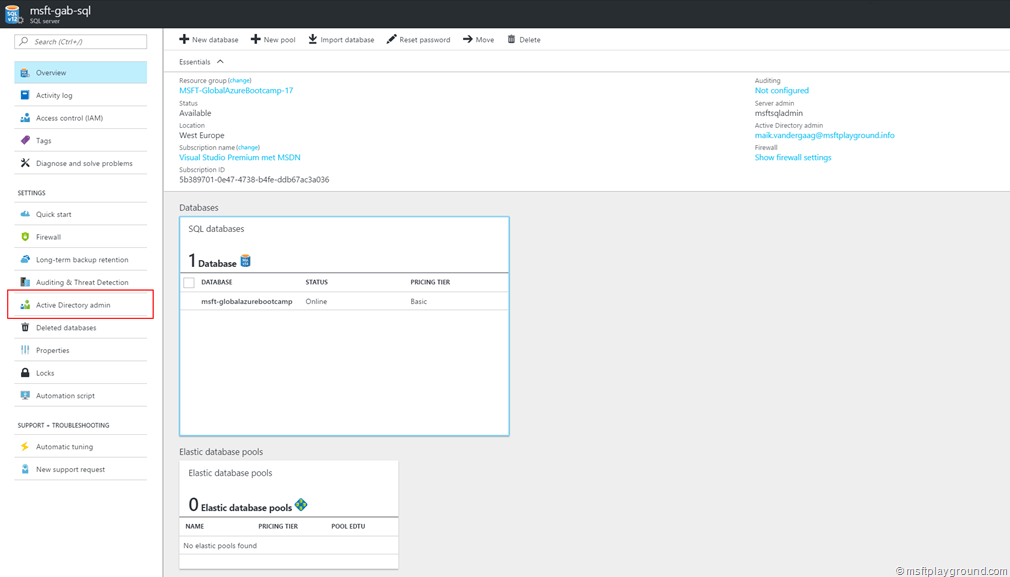 msft-gab-sql
SQL server
Search (Ctrl+/)
Overview
Activity log
Access control (IAM)
Tags
Diagnose and solve problems
SETTINGS
Quick start
Firewall
Long-term backup retention
Auditing & Threat Detection
Active Directory admin
Deleted databases
Properties
Locks
Automation script
SUPPORT + TROUBLESHOOTING
Automatic tuning
New support request
New database New pool Import database Reset password Move Delete
Essentials
Resource group (change)
MSFT-GlobalAzureBootcamp-17
Status
Available
Location
West Europe
Subscription name (change)
Visual Studio Premium met MSDN
Subscription ID
5b389701-0e47-4738-b4fe-ddb67ac3a036
Auditing
Not configured
Server admin
msftsqladmin
Active Directory admin
maik.vandergaag@msftplayground.info
Firewall
Show firewall settings
Databases
SQL databases
1 Database
DATABASE STATUS PRICING TIER
msft-globalazurebootcamp Online Basic
Elastic database pools
Elastic database pools
0 Elastic database pools
NAME PRICING TIER POOL EDTU
No elastic pools found
© msftplayground.com